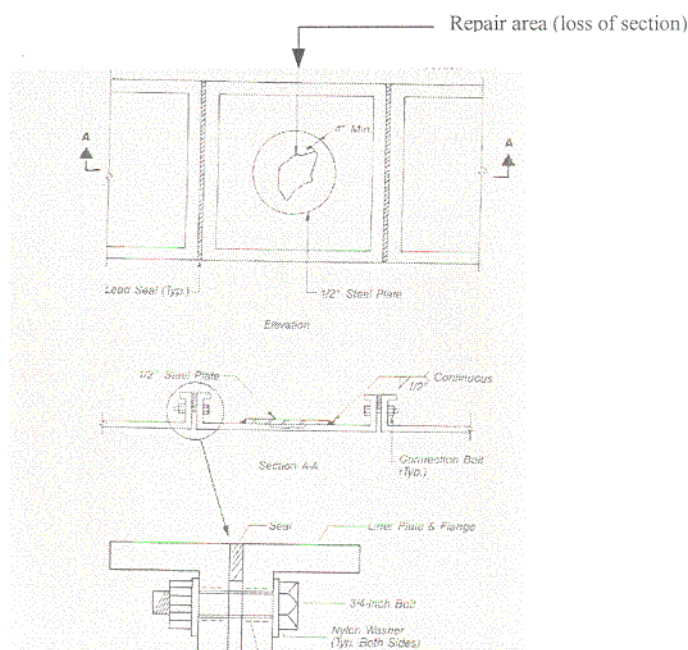 Repair area (loss of section)
A
4" Min.
A
Lead Seal (Typ.)
1/2" Steel Plate
Elevation
1/2" Steel Plate
Continuous
1/2"
Connection Bolt
(Typ.)
Section A-A
Seal
Liner Plate & Flange
3/4-Inch Bolt
Nylon Washer
(Typ. Both Sides)